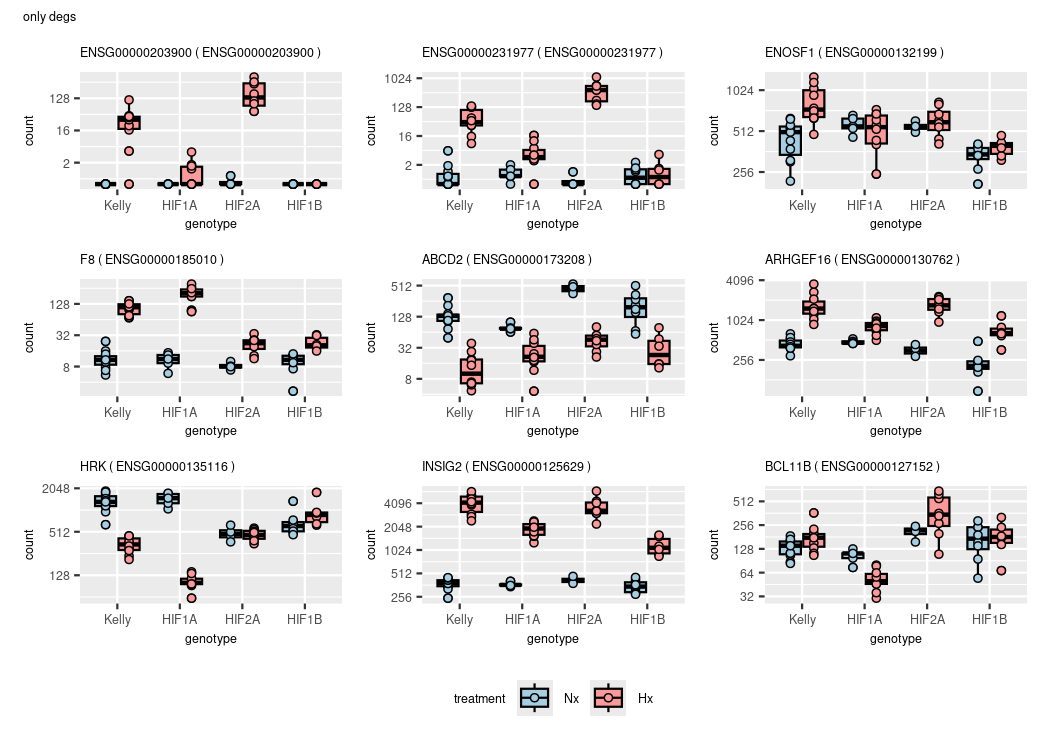 only degs
ENSG00000203900 ( ENSG00000203900 )
count
128
16
2
Kelly HIF1A HIF2A HIF1B
genotype
ENSG00000231977 ( ENSG00000231977 )
count
1024
128
16
2
Kelly HIF1A HIF2A HIF1B
genotype
ENOSF1 ( ENSG00000132199 )
count
1024
512
256
Kelly HIF1A HIF2A HIF1B
genotype
F8 ( ENSG00000185010 )
count
128
32
8
Kelly HIF1A HIF2A HIF1B
genotype
ABCD2 ( ENSG00000173208 )
count
512
128
32
8
Kelly HIF1A HIF2A HIF1B
genotype
ARHGEF16 ( ENSG00000130762 )
count
4096
1024
256
Kelly HIF1A HIF2A HIF1B
genotype
HRK ( ENSG00000135116 )
count
2048
512
128
Kelly HIF1A HIF2A HIF1B
genotype
INSIG2 ( ENSG00000125629 )
count
4096
2048
1024
512
256
Kelly HIF1A HIF2A HIF1B
genotype
BCL11B ( ENSG00000127152 )
count
512
256
128
64
32
Kelly HIF1A HIF2A HIF1B
genotype
treatment Nx Hx